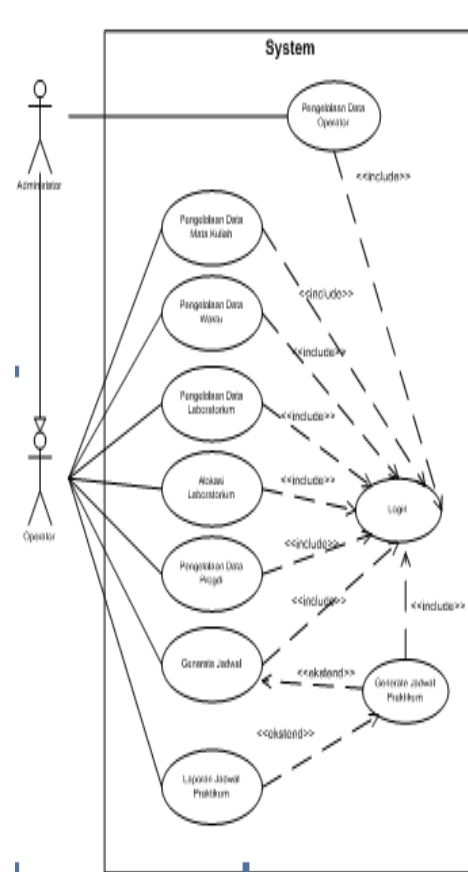 System
Pengelolaan Data
Operator
Administrator
<<include>>
Pengelolaan Data
Mata Kuliah
<<include>>
Pengelolaan Data
Waktu
<<include>>
Pengelolaan Data
Laboratorium
<<include>>
Alokasi
Laboratorium
<<include>>
Login
Operator
Pengelolaan Data
Progdi
<<include>>
<<include>>
<<include>>
Generate Jadwal
<<ekstend>>
Generate Jadwal
Praktikum
<<ekstend>>
Laporan Jadwal
Praktikum